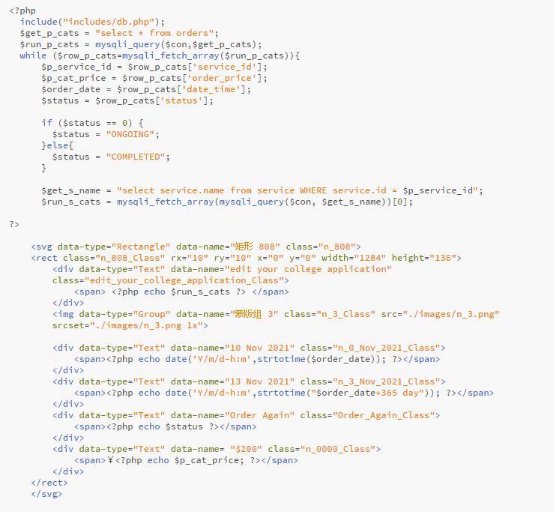 <?php
include("includes/db.php");
$get_p_cats = "select * from orders";
$run_p_cats = mysqli_query($con,$get_p_cats);
while ($row_p_cats=mysqli_fetch_array($run_p_cats)){
$p_service_id = $row_p_cats['service_id'];
$p_cat_price = $row_p_cats['order_price'];
$order_date = $row_p_cats['date_time'];
$status = $row_p_cats['status'];
if ($status == 0) {
$status = "ONGOING";
}else{
$status = "COMPLETED";
}
$get_s_name = "select service.name from service WHERE service.id = $p_service_id";
$run_s_cats = mysqli_fetch_array(mysqli_query($con, $get_s_name))[0];
?>
<svg data-type="Rectangle" data-name="矩形 808" class="n_808">
<rect class="n_808_Class" rx="10" ry="10" x="0" y="0" width="1284" height="136">
<div data-type="Text" data-name="edit your college application"
class="edit_your_college_application_Class">
<span> <?php echo $run_s_cats ?> </span>
</div>
<img data-type="Group" data-name="蒙版组 3" class="n_3_Class" src="./images/n_3.png"
srcset="./images/n_3.png 1x">
<div data-type="Text" data-name="10 Nov 2021" class="n_0_Nov_2021_Class">
<span><?php echo date('Y/m/d-h:m',strtotime($order_date)); ?></span>
</div>
<div data-type="Text" data-name="13 Nov 2021" class="n_3_Nov_2021_Class">
<span><?php echo date('Y/m/d-h:m',strtotime("$order_date+365 day")); ?></span>
</div>
<div data-type="Text" data-name="Order Again" class="Order_Again_Class">
<span><?php echo $status ?></span>
</div>
<div data-type="Text" data-name= "$200" class="n_0000_Class">
<span>¥<?php echo $p_cat_price; ?></span>
</div>
</rect>
</svg>